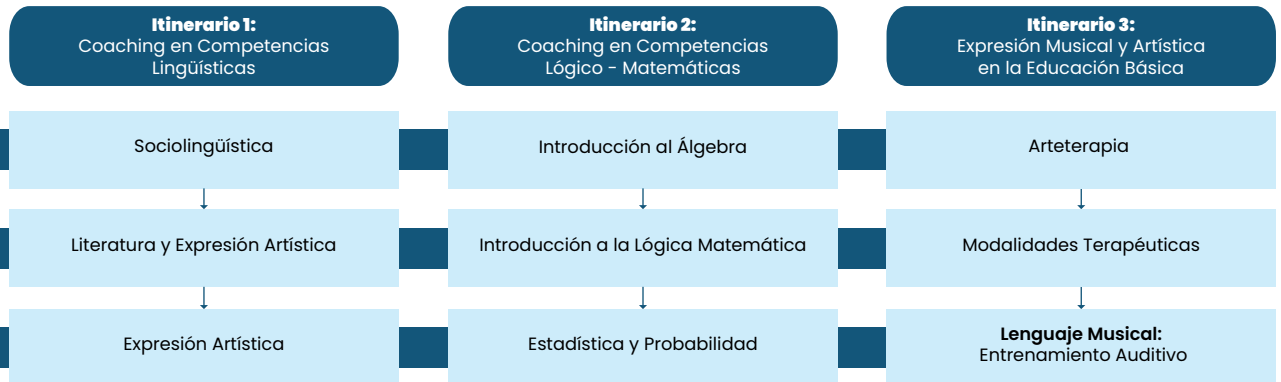 Itinerario 1:
Coaching en Competencias
Lingüísticas
Itinerario 2:
Coaching en Competencias
Lógico - Matemáticas
Itinerario 3:
Expresión Musical y Artística
en la Educación Básica
Sociolingüística
Introducción al Álgebra
Arteterapia
Literatura y Expresión Artística
Introducción a la Lógica Matemática
Modalidades Terapéuticas
Expresión Artística
Estadística y Probabilidad
Lenguaje Musical:
Entrenamiento Auditivo